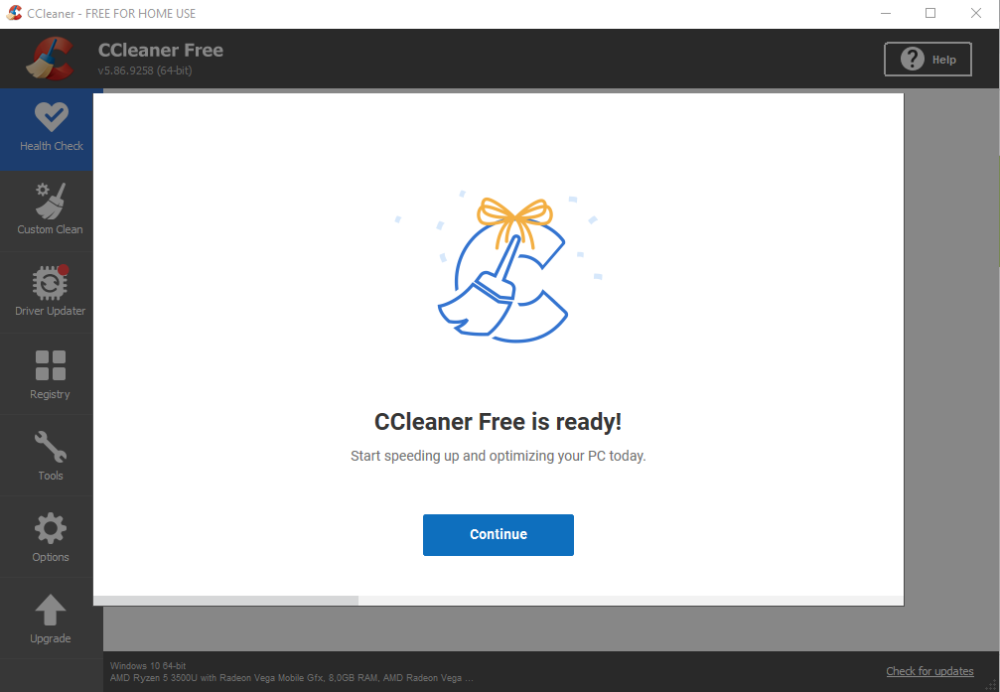 CCleaner - FREE FOR HOME USE
CCleaner Free
v5.86.9258 (64-bit)
Help
Health Check
Custom Clean
Driver Updater
Registry
Tools
Options
Upgrade
CCleaner Free is ready!
Start speeding up and optimizing your PC today.
Continue
Windows 10 64-bit
AMD Ryzen 5 3500U with Radeon Vega Mobile Gfx, 8,0GB RAM, AMD Radeon Vega ...
Check for updates